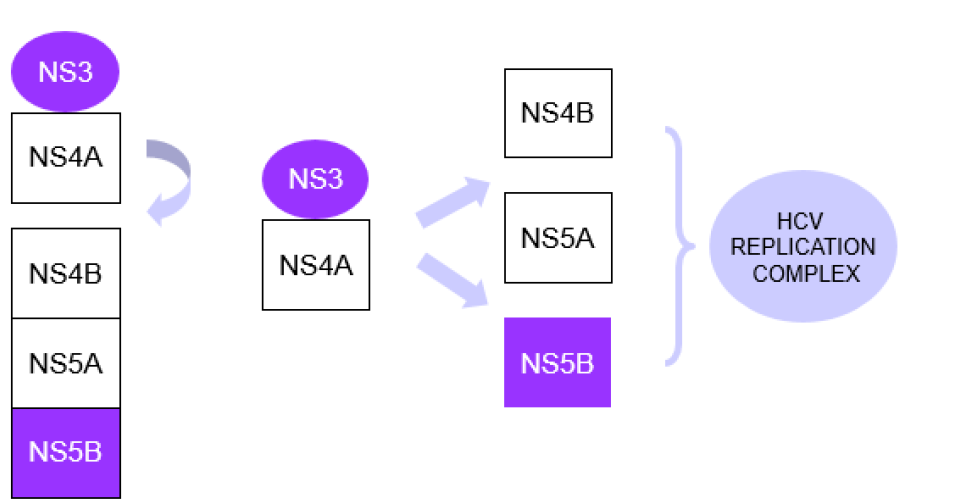 NS3
NS4A
NS4B
NS5A
NS5B
NS3
NS4A
NS4B
NS5A
NS5B
HCV
REPLICATION
COMPLEX